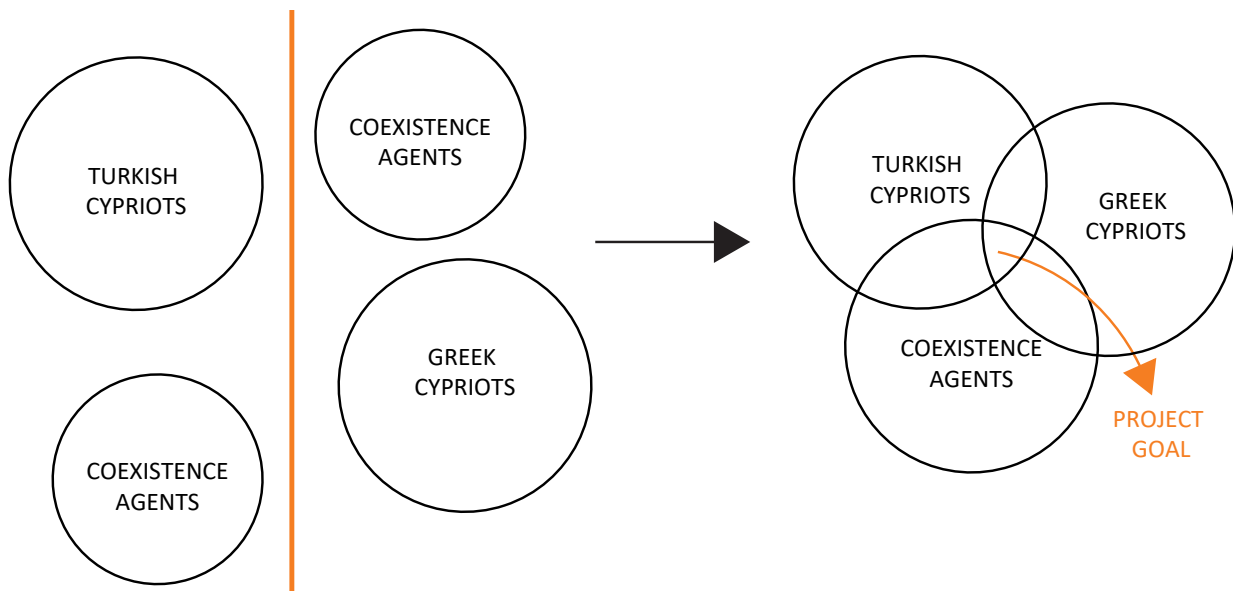 TURKISH
CYPRIOTS
COEXISTENCE
AGENTS
COEXISTENCE
AGENTS
GREEK
CYPRIOTS
TURKISH
CYPRIOTS
GREEK
CYPRIOTS
COEXISTENCE
AGENTS
PROJECT
GOAL